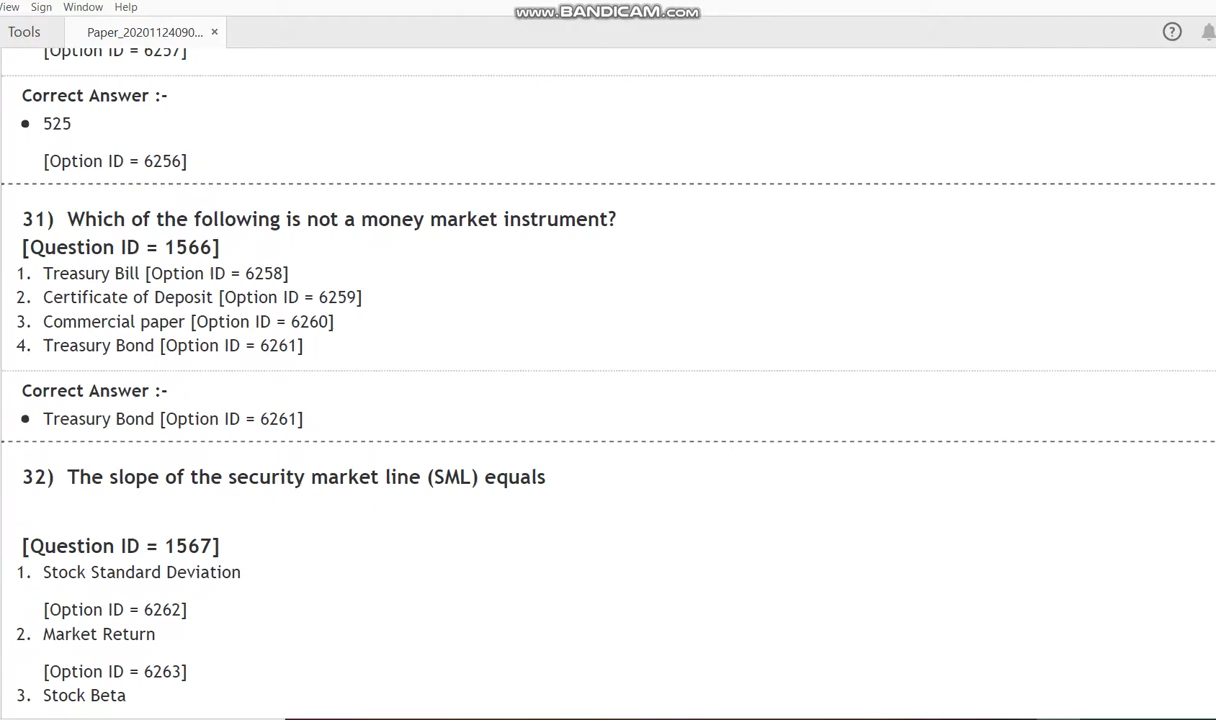 View Sign Window Help
www.BANDICAM.com
Tools Paper_20201124090... ×
[Option ID = 6257]
Correct Answer :-
• 525
[Option ID = 6256]
31) Which of the following is not a money market instrument?
[Question ID = 1566]
1. Treasury Bill [Option ID = 6258]
2. Certificate of Deposit [Option ID = 6259]
3. Commercial paper [Option ID = 6260]
4. Treasury Bond [Option ID = 6261]
Correct Answer :-
• Treasury Bond [Option ID = 6261]
32) The slope of the security market line (SML) equals
[Question ID = 1567]
1. Stock Standard Deviation
[Option ID = 6262]
2. Market Return
[Option ID = 6263]
3. Stock Beta